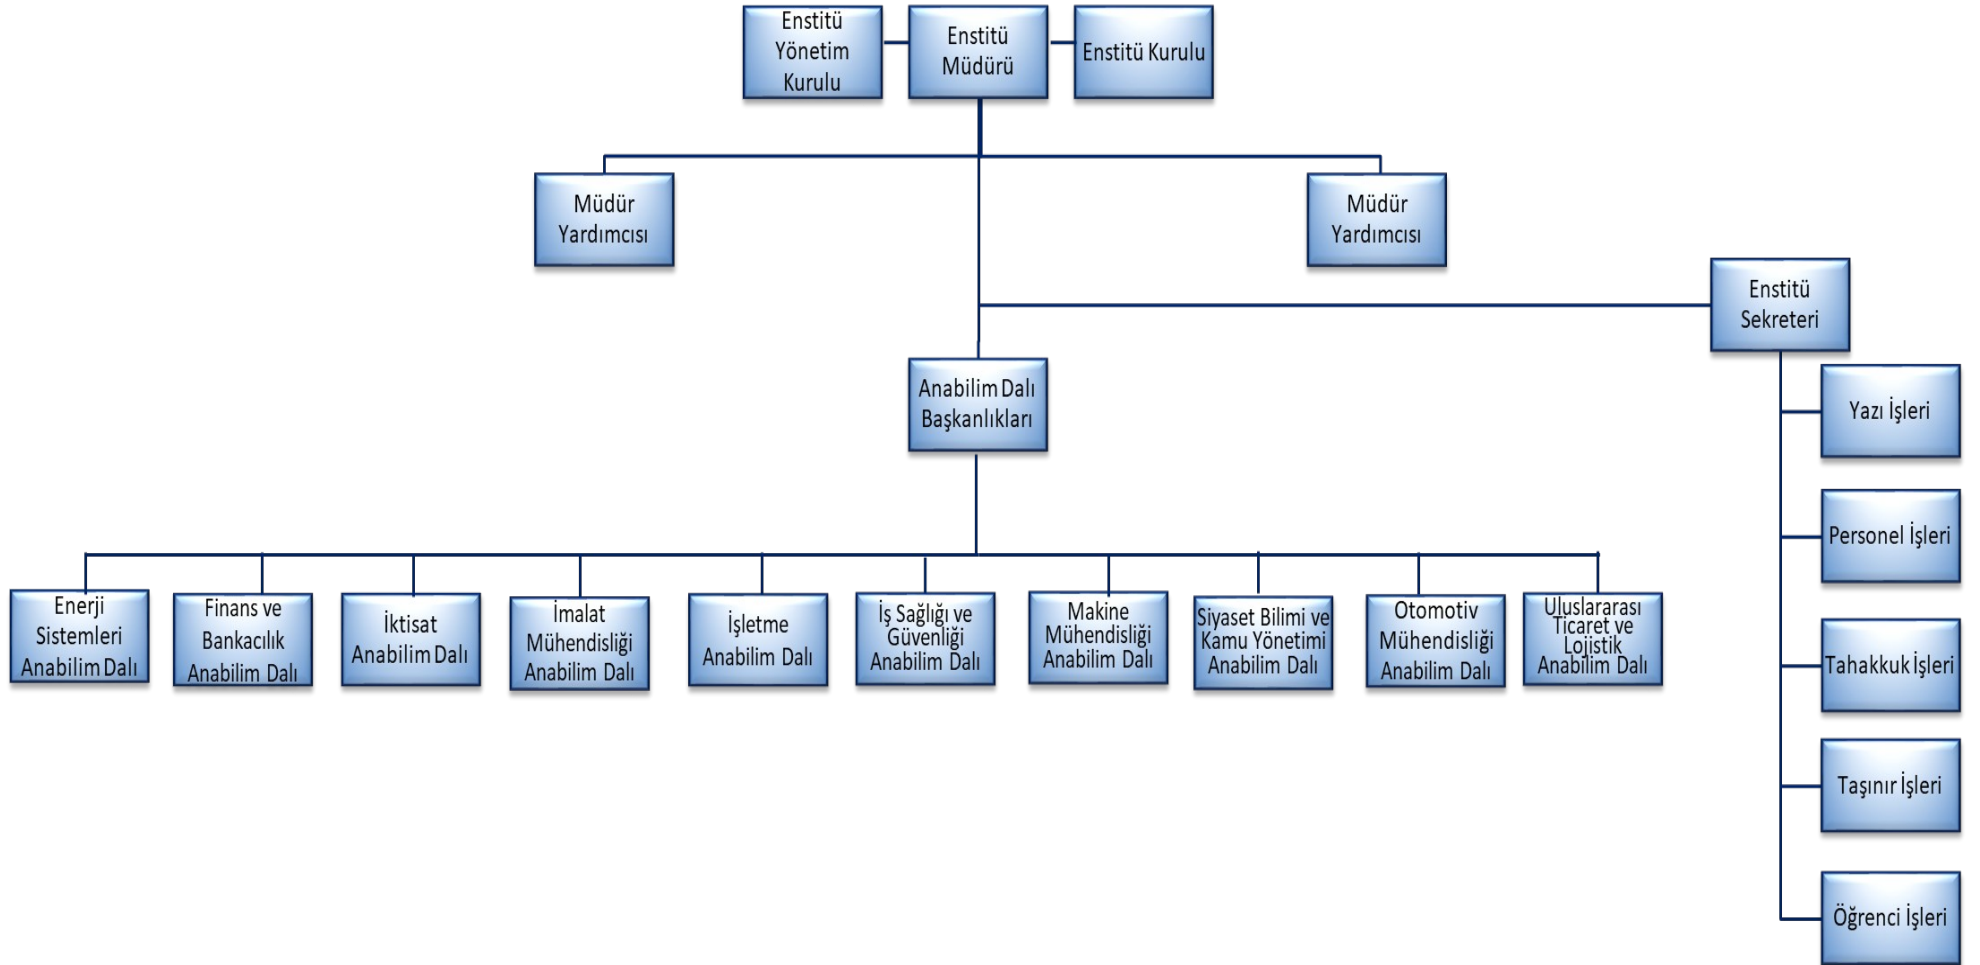 Enstitü
Yönetim
Kurulu
Enstitü
Müdürü
Enstitü Kurulu
Müdür
Yardımcısı
Müdür
Yardımcısı
Enstitü
Sekreteri
Anabilim Dalı
Başkanlıkları
Yazı İşleri
Personel İşleri
Tahakkuk İşleri
Taşınır İşleri
Öğrenci İşleri
Enerji
Sistemleri
Anabilim Dalı
Finans ve
Bankacılık
Anabilim Dalı
İktisat
Anabilim Dalı
İmalat
Mühendisliği
Anabilim Dalı
İşletme
Anabilim Dalı
İş Sağlığı ve
Güvenliği
Anabilim Dalı
Makine
Mühendisliği
Anabilim Dalı
Siyaset Bilimi ve
Kamu Yönetimi
Anabilim Dalı
Otomotiv
Mühendisliği
Anabilim Dalı
Uluslararası
Ticaret ve
Lojistik
Anabilim Dalı